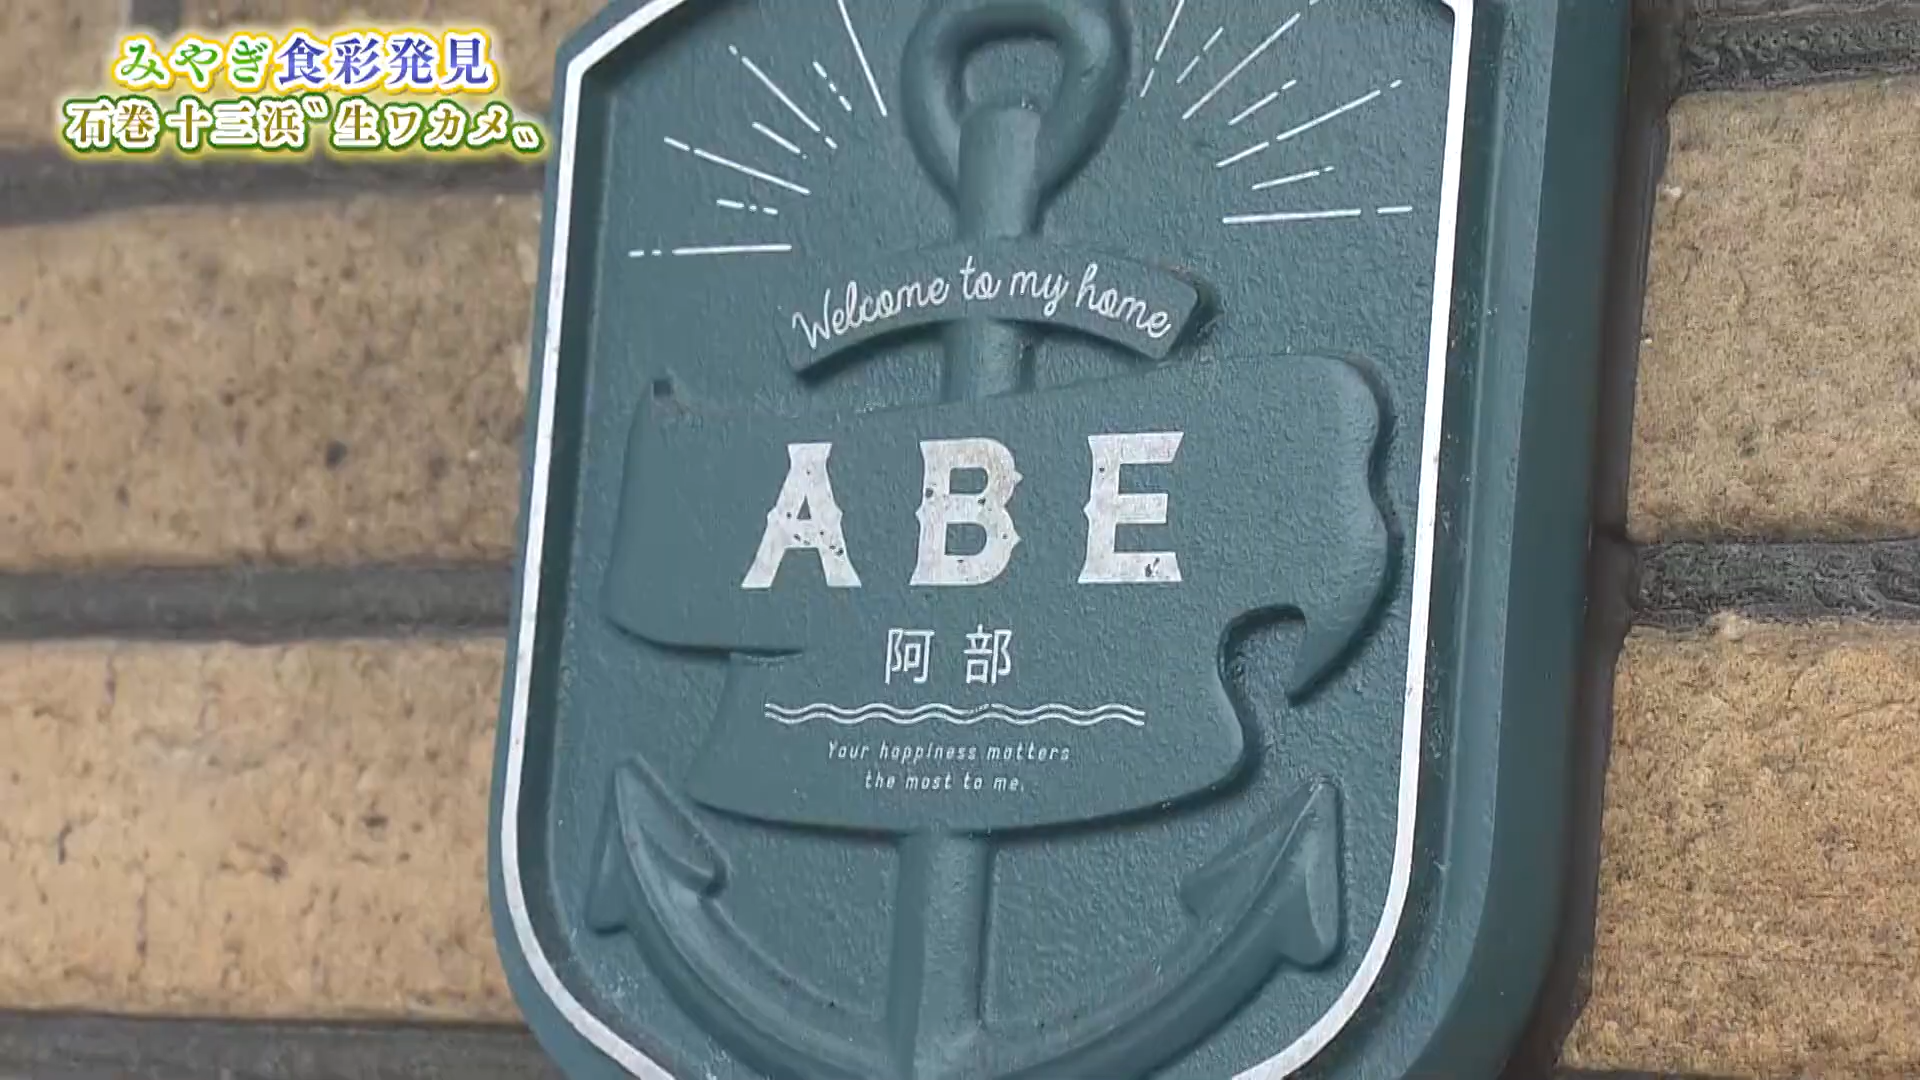 みやぎ食彩発見
石巻 十三浜〝生ワカメ〟
Welcome to my home
ABE
阿部
Your happiness matters
the most to me.